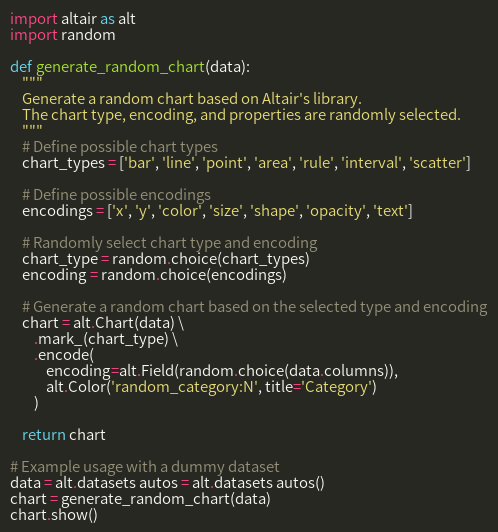 import altair as alt
import random

def generate_random_chart(data):
    """
    Generate a random chart based on Altair's library.
    The chart type, encoding, and properties are randomly selected.
    """
    # Define possible chart types
    chart_types = ['bar', 'line', 'point', 'area', 'rule', 'interval', 'scatter']

    # Define possible encodings
    encodings = ['x', 'y', 'color', 'size', 'shape', 'opacity', 'text']

    # Randomly select chart type and encoding
    chart_type = random.choice(chart_types)
    encoding = random.choice(encodings)

    # Generate a random chart based on the selected type and encoding
    chart = alt.Chart(data) \
        .mark_(chart_type) \
        .encode(
            encoding=alt.Field(random.choice(data.columns)),
            alt.Color('random_category:N', title='Category')
        )

    return chart

# Example usage with a dummy dataset
data = alt.datasets autos = alt.datasets autos()
chart = generate_random_chart(data)
chart.show()